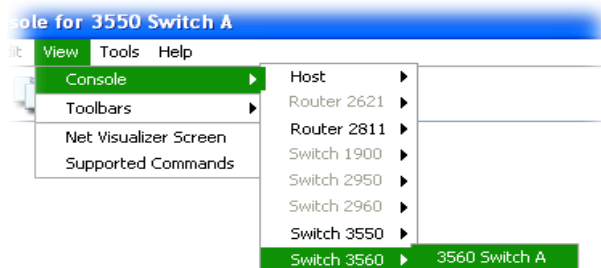 sole for 3550 Switch A
it View Tools Help
Console
Toolbars
Net Visualizer Screen
Supported Commands
Host
Router 2621
Router 2811
Switch 1900
Switch 2950
Switch 2960
Switch 3550
Switch 3560
3560 Switch A